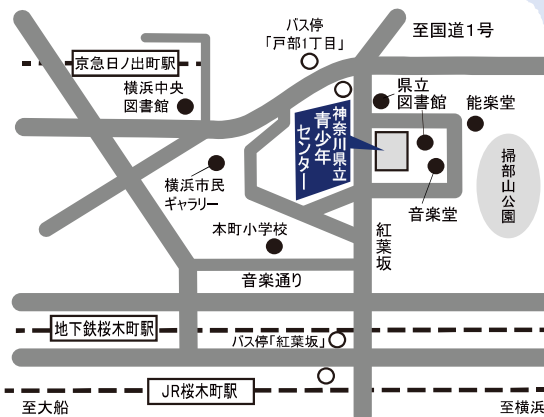 バス停
「戸部1丁目」
至国道1号
京急日ノ出町駅
横浜中央
図書館
県立
図書館
能楽堂
神奈川県立
青少年
センター
横浜市民
ギャラリー
掃部山公園
音楽堂
本町小学校
紅葉坂
音楽通り
地下鉄桜木町駅
バス停「紅葉坂」
JR桜木町駅
至大船
至横浜